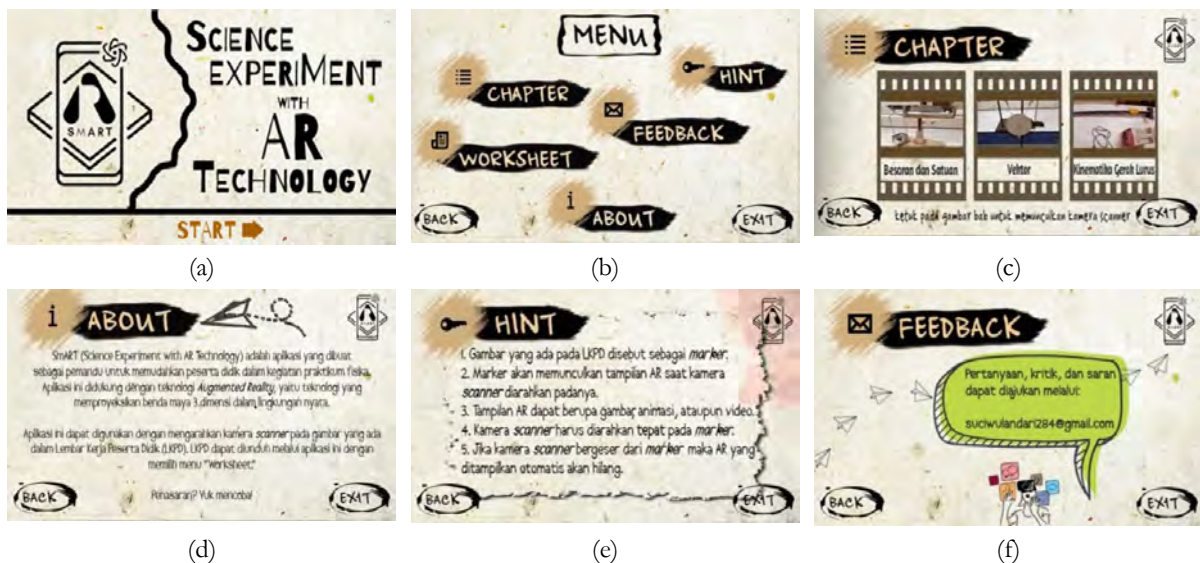 SMART
SCIENCE
EXPERIMENT
WITH
AR
TECHNOLOGY
START
(a)
MENU
HINT
CHAPTER
FEEDBACK
WORKSHEET
ABOUT
BACK
EXIT
(b)
CHAPTER
Besaran dan Satuan
Vektor
Kinematika Gerak Lurus
BACK
ketuk pada gambar bab untuk memunculkan kamera scanner
EXIT
(c)
ABOUT
SmART (Science Experiment with AR Technology) adalah aplikasi yang dibuat
sebagai pemandu untuk memudahkan peserta didik dalam kegiatan praktikum fisika.
Aplikasi ini didukung dengan teknologi Augmented Reality, yaitu teknologi yang
memproyeksikan benda maya 3 dimensi dalam lingkungan nyata.
Aplikasi ini dapat digunakan dengan mengarahkan kamera scanner pada gambar yang ada
dalam Lembar Kerja Peserta Didik (LKPD). LKPD dapat diunduh melalui aplikasi ini dengan
memilih menu "Worksheet."
Penasaran? Yuk mencoba!
BACK
EXIT
(d)
HINT
1. Gambar yang ada pada LKPD disebut sebagai marker.
2. Marker akan memunculkan tampilan AR saat kamera
scanner diarahkan padanya.
3. Tampilan AR dapat berupa gambar, animasi, ataupun video.
4. Kamera scanner harus diarahkan tepat pada marker.
5. Jika kamera scanner bergeser dari marker maka AR yang
ditampilkan otomatis akan hilang.
BACK
EXIT
(e)
FEEDBACK
Pertanyaan, kritik, dan saran
dapat diajukan melalui:
suciwulandari284@gmail.com
BACK
EXIT
(f)